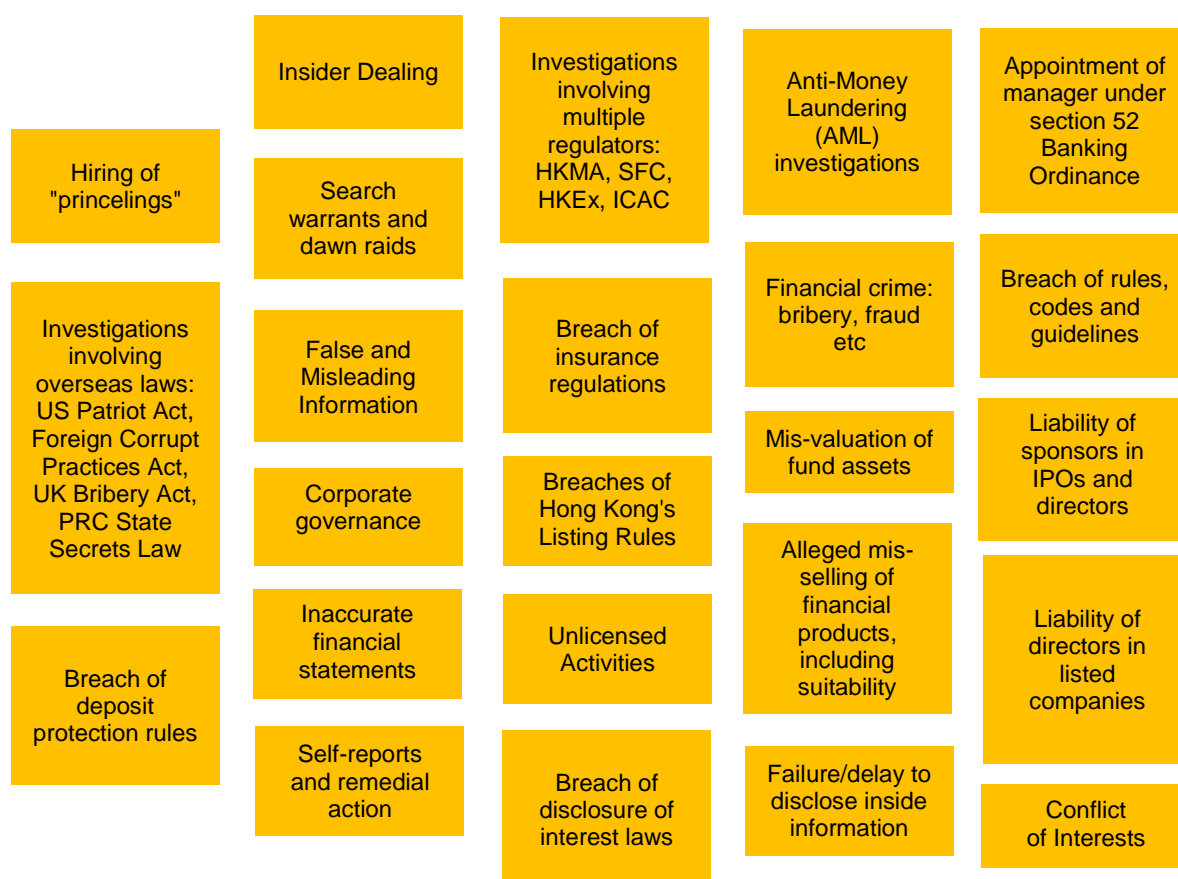 Hiring of
"princelings"
Investigations
involving
overseas laws:
US Patriot Act,
Foreign Corrupt
Practices Act,
UK Bribery Act,
PRC State
Secrets Law
Breach of
deposit
protection rules
Insider Dealing
Search
warrants and
dawn raids
False and
Misleading
Information
Corporate
governance
Inaccurate
financial
statements
Self-reports
and remedial
action
Investigations
involving
multiple
regulators:
HKMA, SFC,
HKEx, ICAC
Breach of
insurance
regulations
Breaches of
Hong Kong's
Listing Rules
Unlicensed
Activities
Breach of
disclosure of
interest laws
Anti-Money
Laundering
(AML)
investigations
Financial crime:
bribery, fraud
etc
Mis-valuation of
fund assets
Alleged mis-
selling of
financial
products,
including
suitability
Failure/delay to
disclose inside
information
Appointment of
manager under
section 52
Banking
Ordinance
Breach of rules,
codes and
guidelines
Liability of
sponsors in
IPOs and
directors
Liability of
directors in
listed
companies
Conflict
of Interests